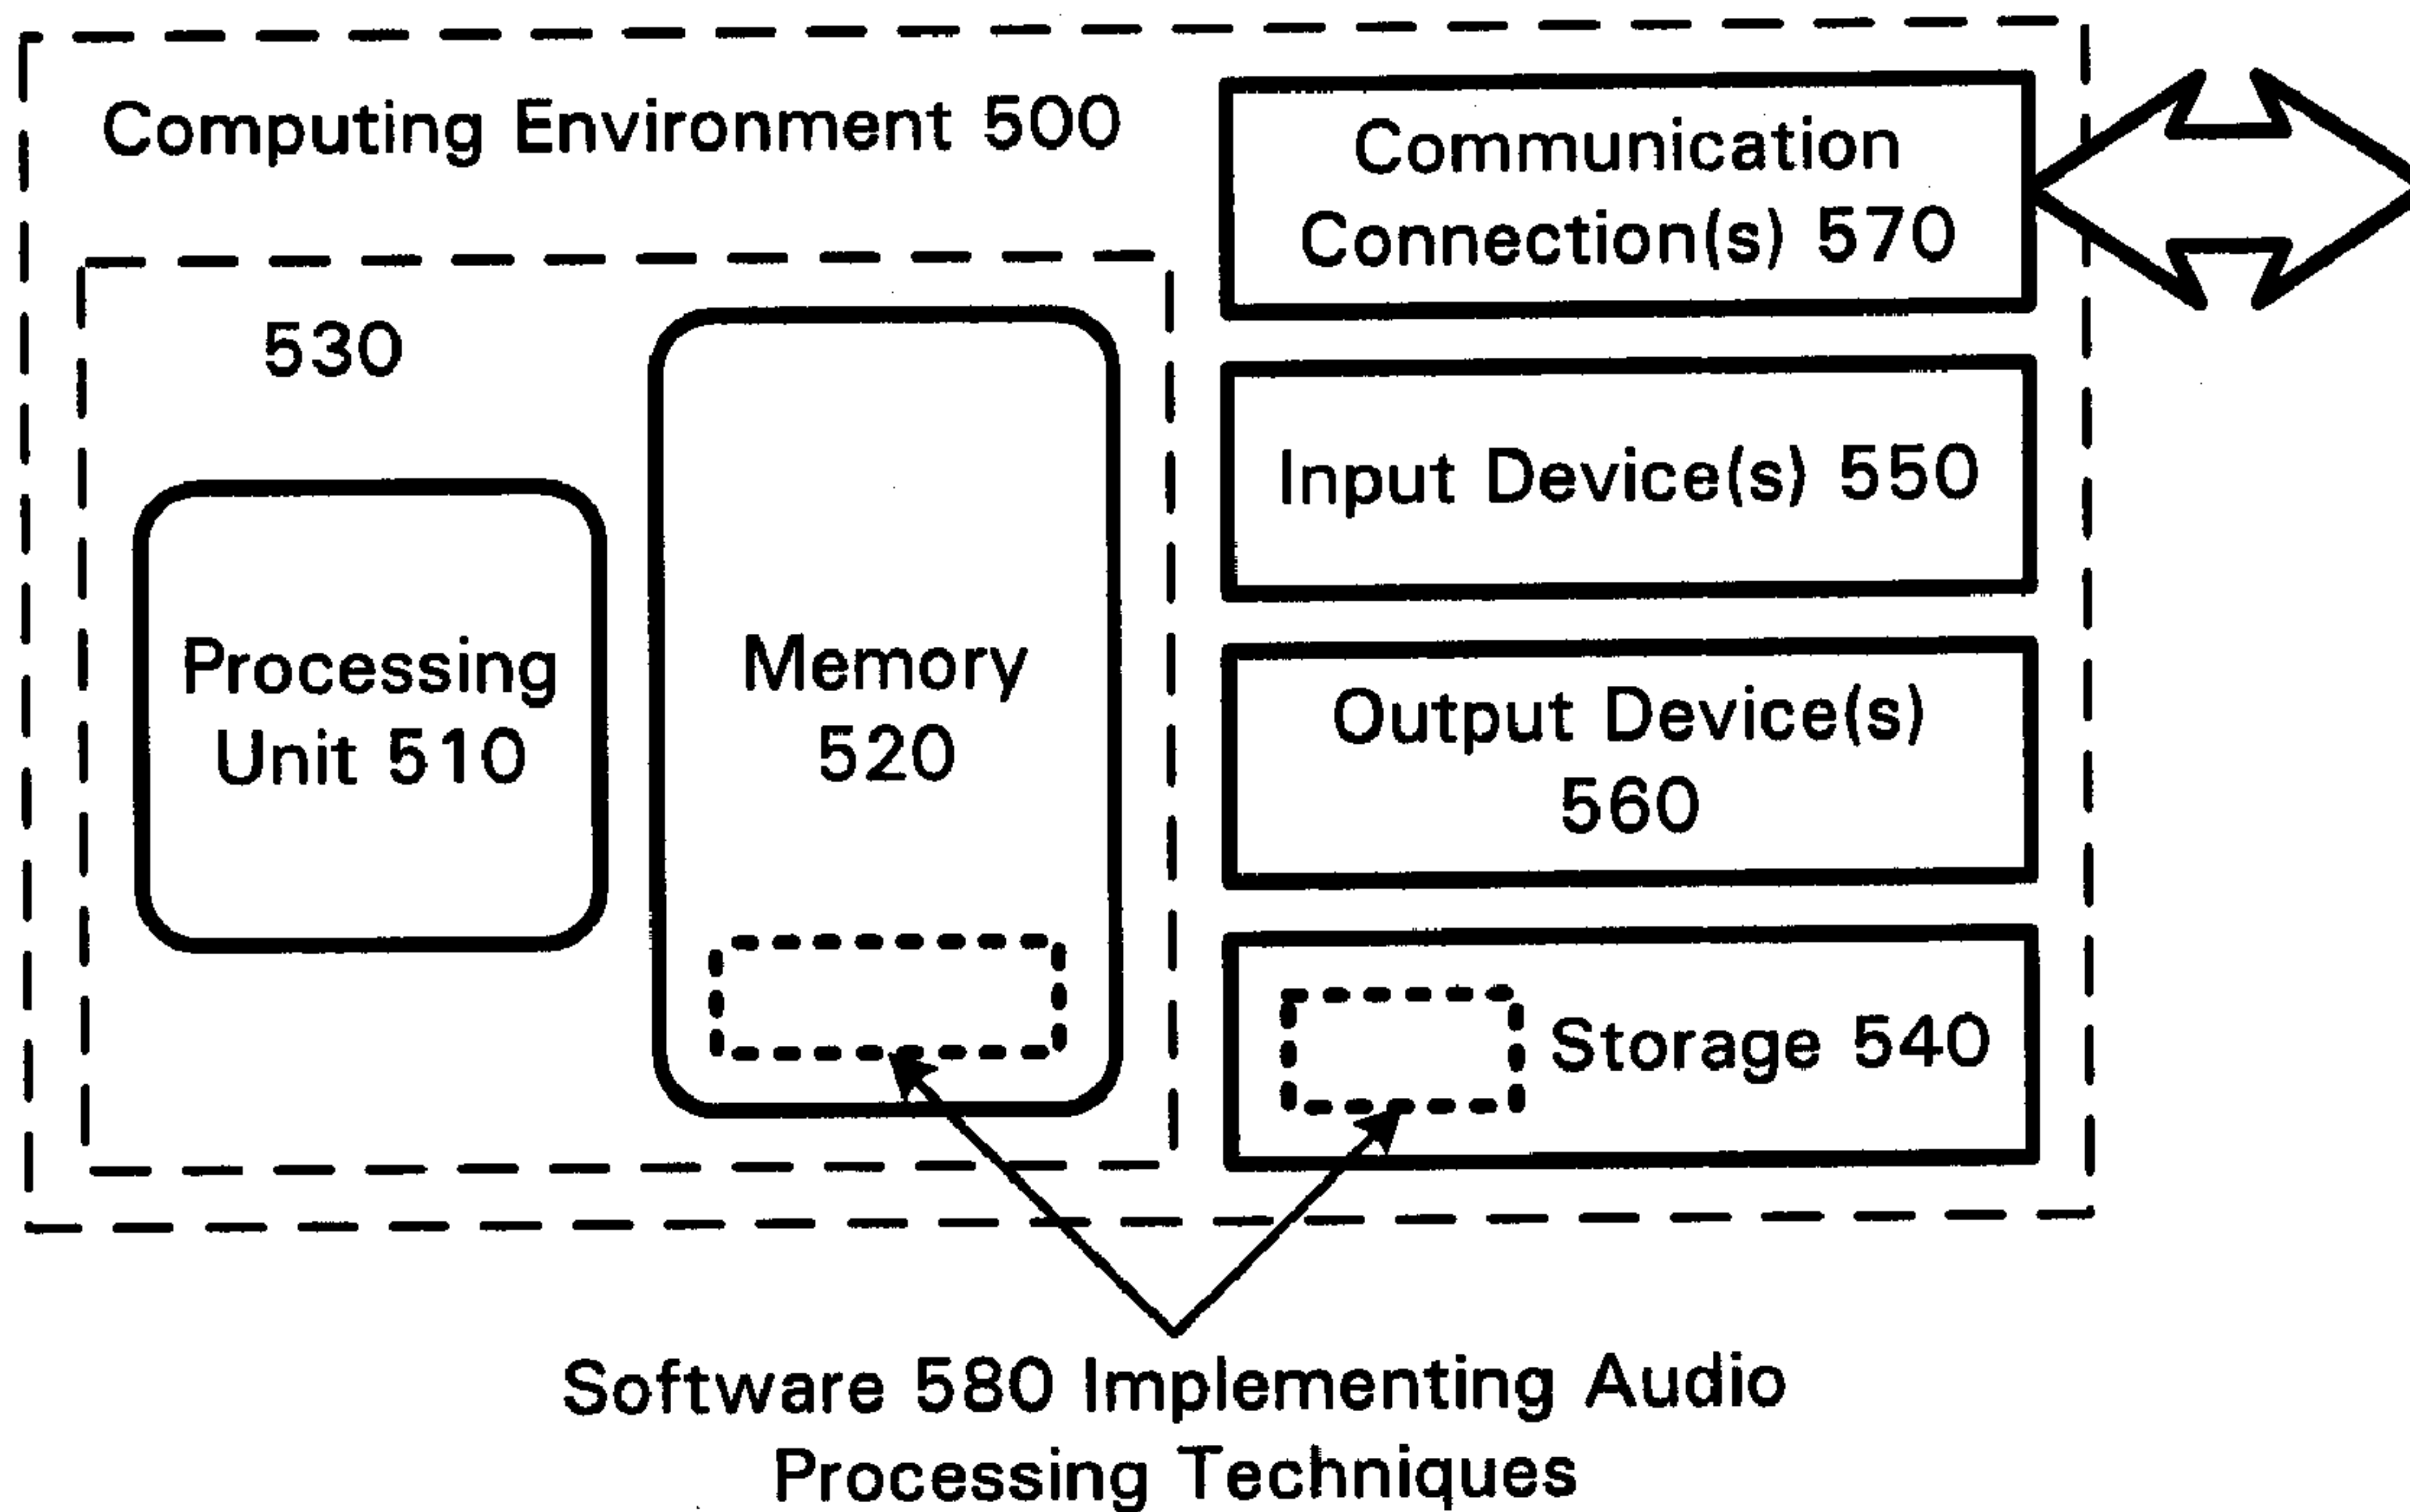 Computing Environment 500
Communication
Connection(s) 570
530
Input Device(s) 550
Processing
Unit 510
Memory
520
Output Device(s)
560
Storage 540
Software 580 Implementing Audio
Processing Techniques